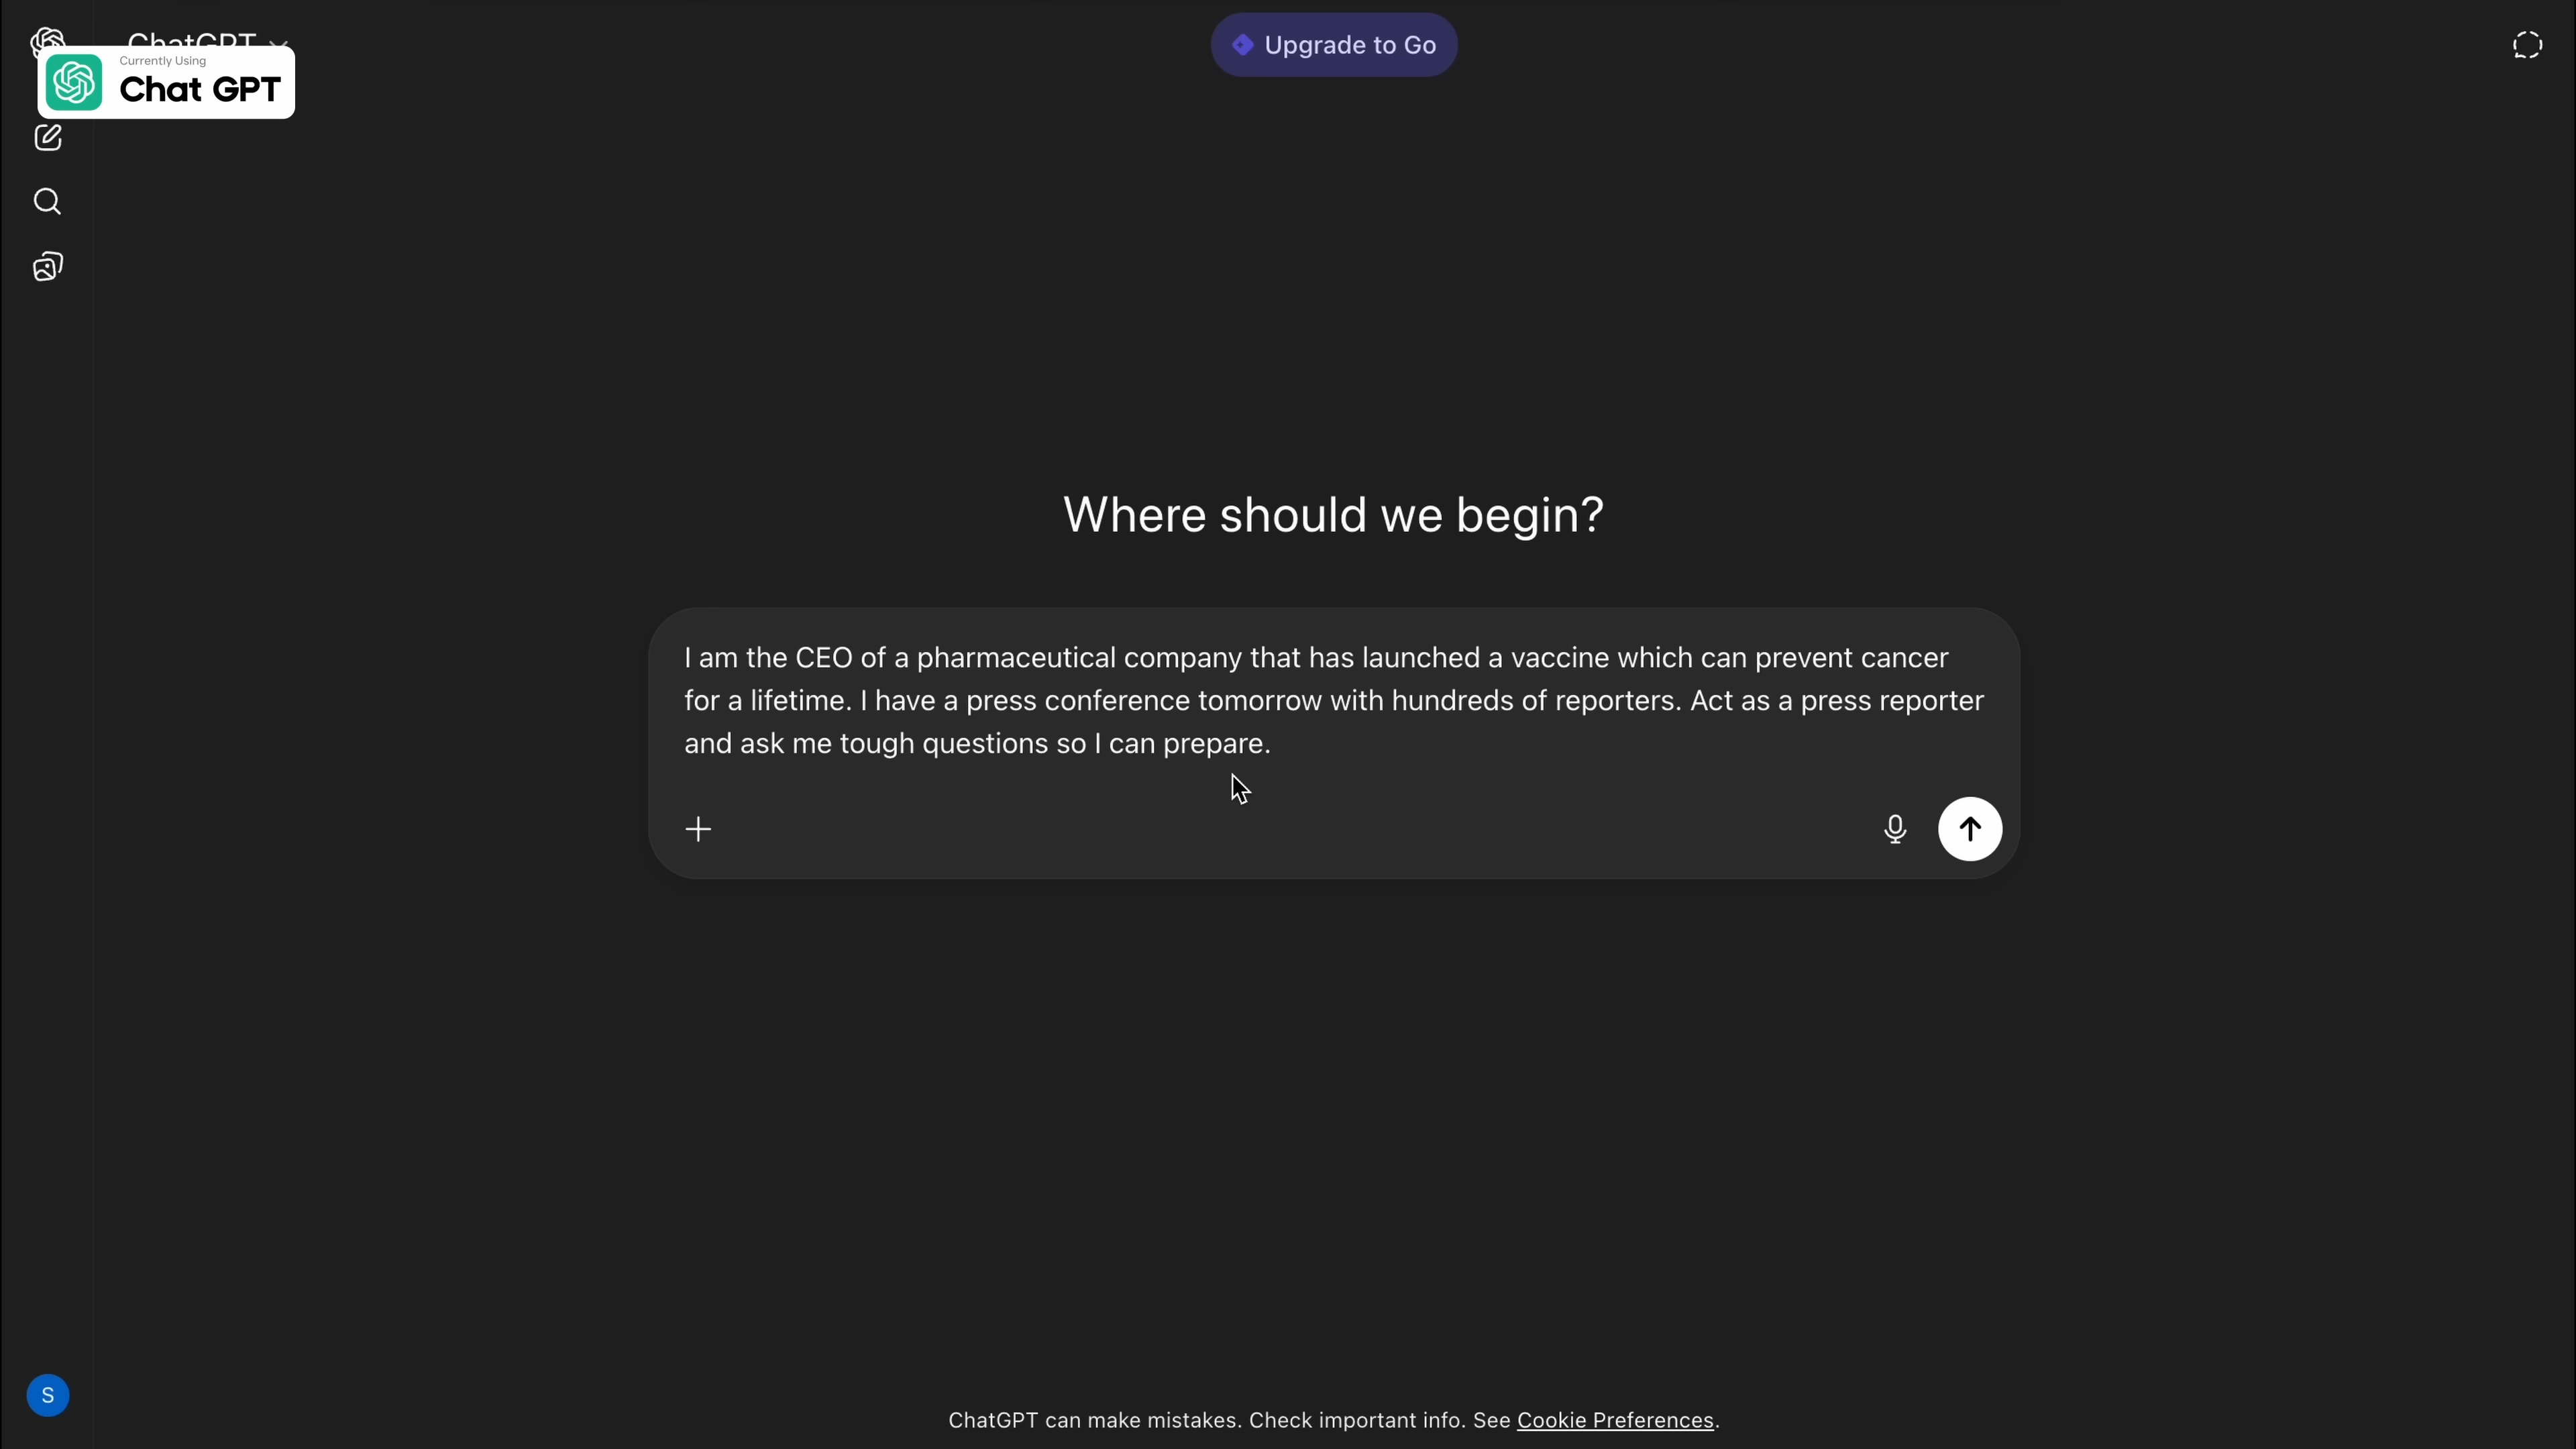 ChatGPT
Upgrade to Go
Currently Using
Chat GPT
Where should we begin?
I am the CEO of a pharmaceutical company that has launched a vaccine which can prevent cancer
for a lifetime. I have a press conference tomorrow with hundreds of reporters. Act as a press reporter
and ask me tough questions so I can prepare.
S
ChatGPT can make mistakes. Check important info. See Cookie Preferences.